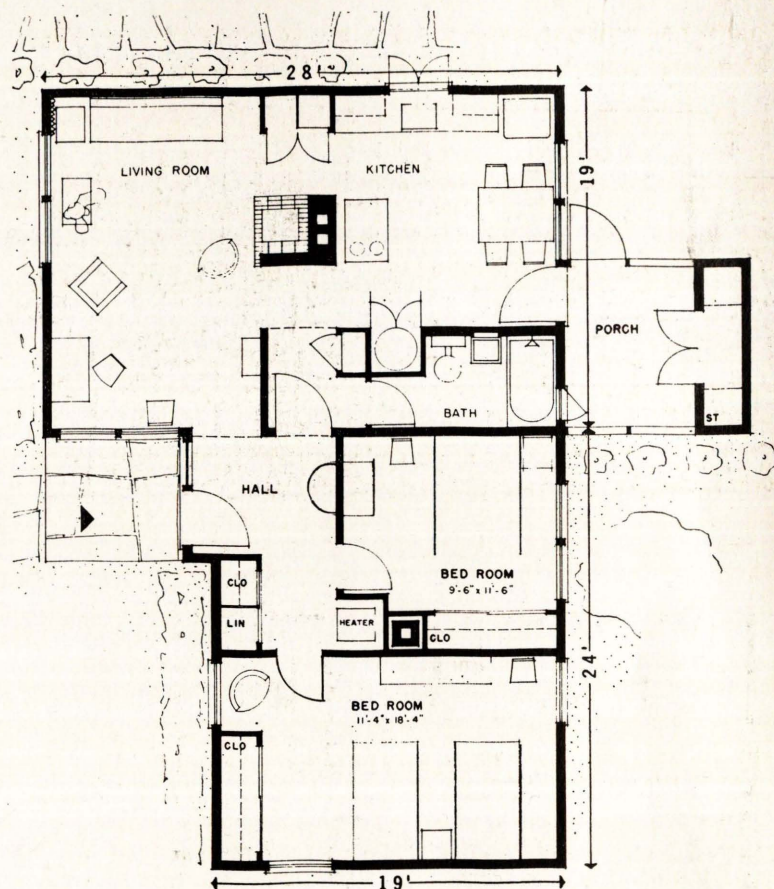 28'
LIVING ROOM
KITCHEN
19'
PORCH
BATH
ST
HALL
BED ROOM
9'-6" x 11'-6"
CLO
LIN
HEATER
CLO
24'
BED ROOM
11'-4" x 18'-4"
CLO
19'